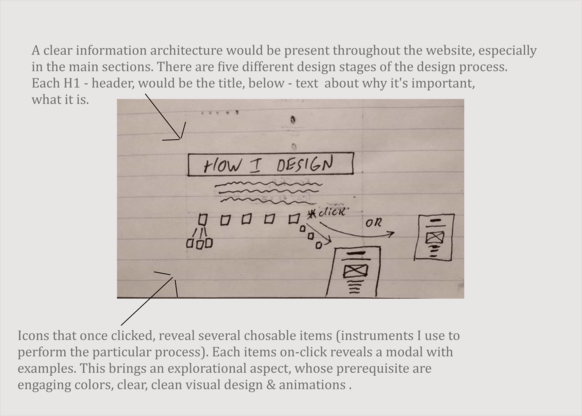 A clear information architecture would be present throughout the website, especially
in the main sections. There are five different design stages of the design process.
Each H1 - header, would be the title, below - text  about why it's important,
what it is.
HOW I DESIGN
*click
OR
Icons that once clicked, reveal several chosable items (instruments I use to
perform the particular process). Each items on-click reveals a modal with
examples. This brings an explorational aspect, whose prerequisite are
engaging colors, clear, clean visual design & animations .